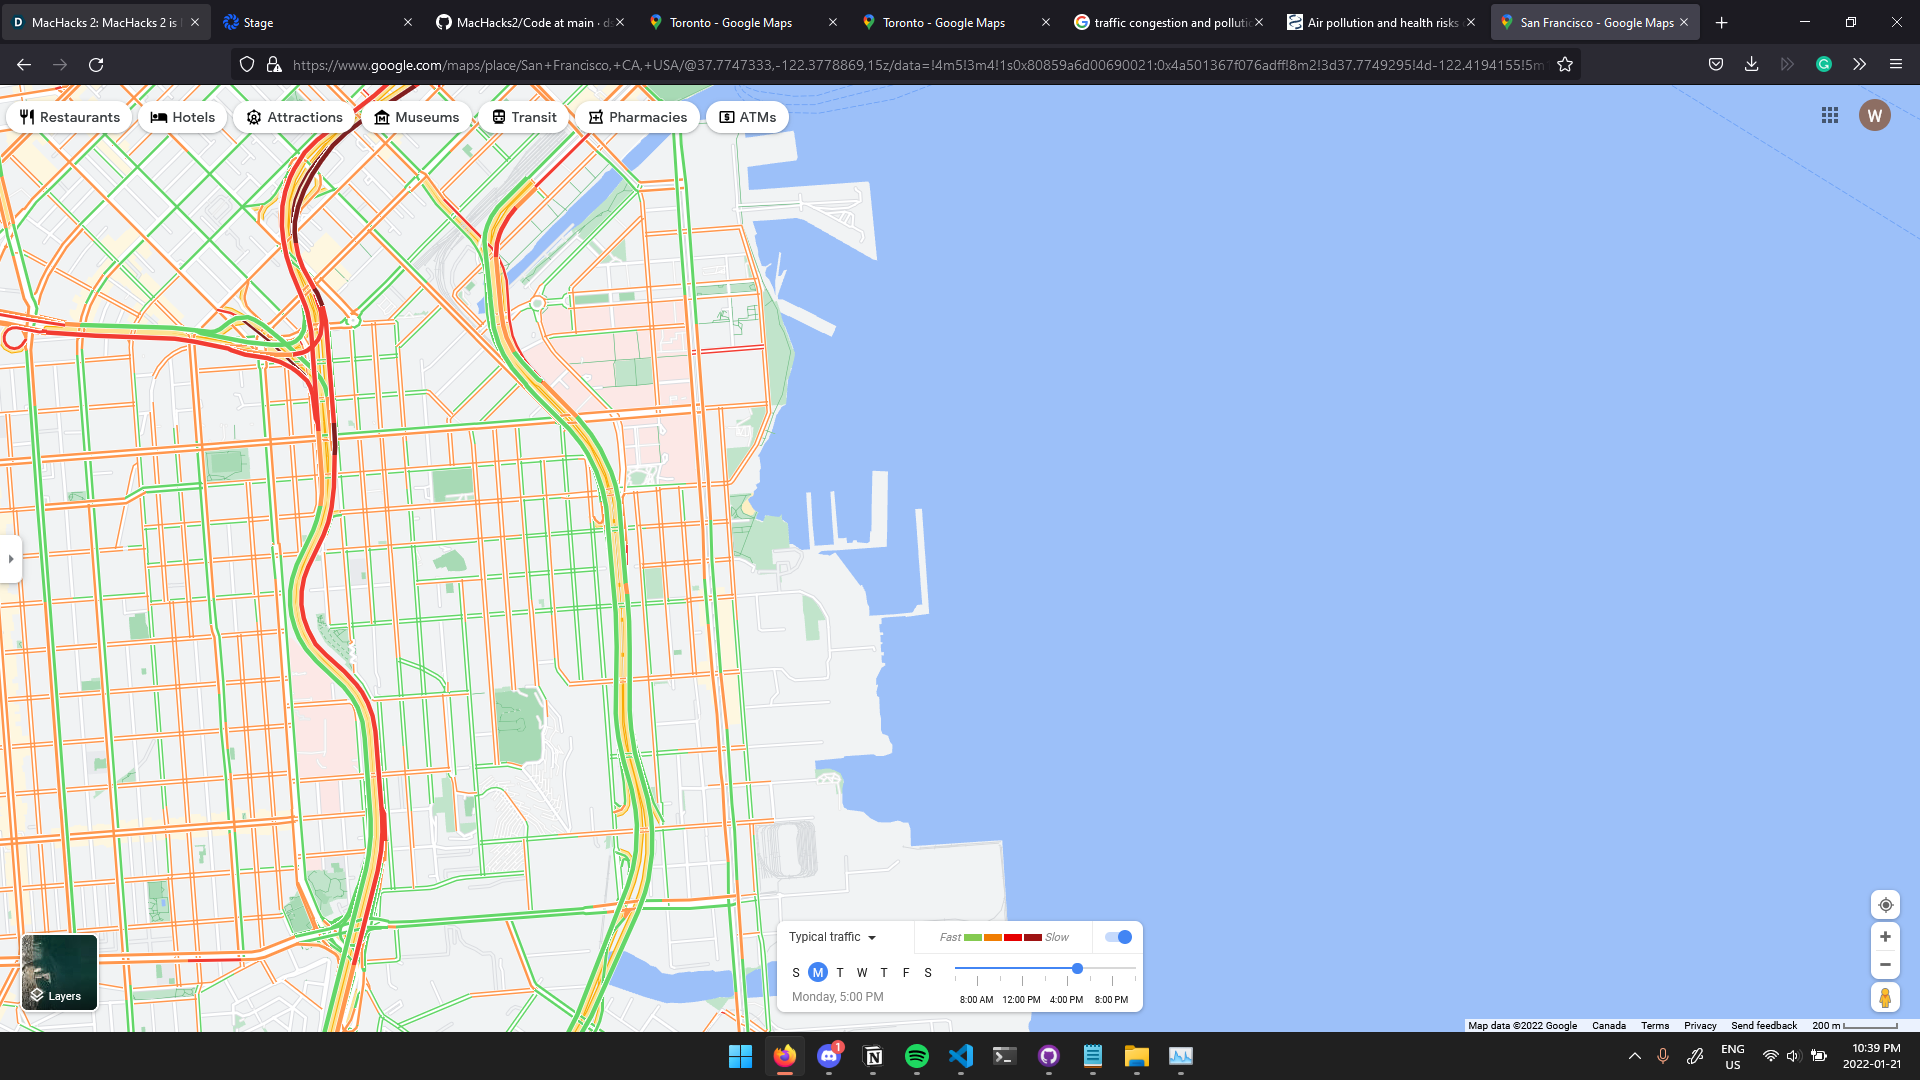 MacHacks 2: MacHacks 2 is
Stage
MacHacks2/Code at main · ds
Toronto - Google Maps
Toronto - Google Maps
traffic congestion and pollutio
Air pollution and health risks
San Francisco - Google Maps
https://www.google.com/maps/place/San+Francisco,+CA,+USA/@37.7747333,-122.3778869,15z/data=!4m5!3m4!1s0x80859a6d00690021:0x4a501367f076adff!8m2!3d37.7749295!4d-122.4194155!5m1
Restaurants
Hotels
Attractions
Museums
Transit
Pharmacies
ATMs
W
Layers
Typical traffic
Fast
Slow
S M T W T F S
Monday, 5:00 PM
8:00 AM 12:00 PM 4:00 PM 8:00 PM
Map data ©2022 Google Canada Terms Privacy Send feedback 200 m
1
ENG
US
10:39 PM
2022-01-21